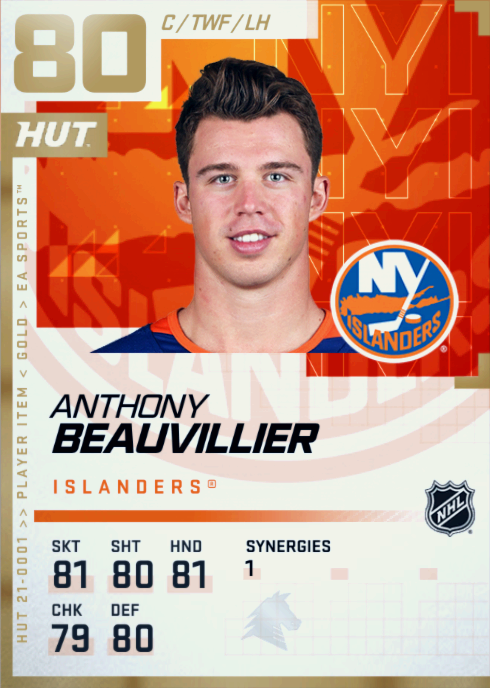 80
C / TWF / LH
HUT
NY
ISLANDERS
ANTHONY
BEAUVILLIER
ISLANDERS®
NHL
SKT SHT HND SYNERGIES
81 80 81 1
CHK DEF
79 80
HUT 21-0001 >> PLAYER ITEM < GOLD > EA SPORTS™